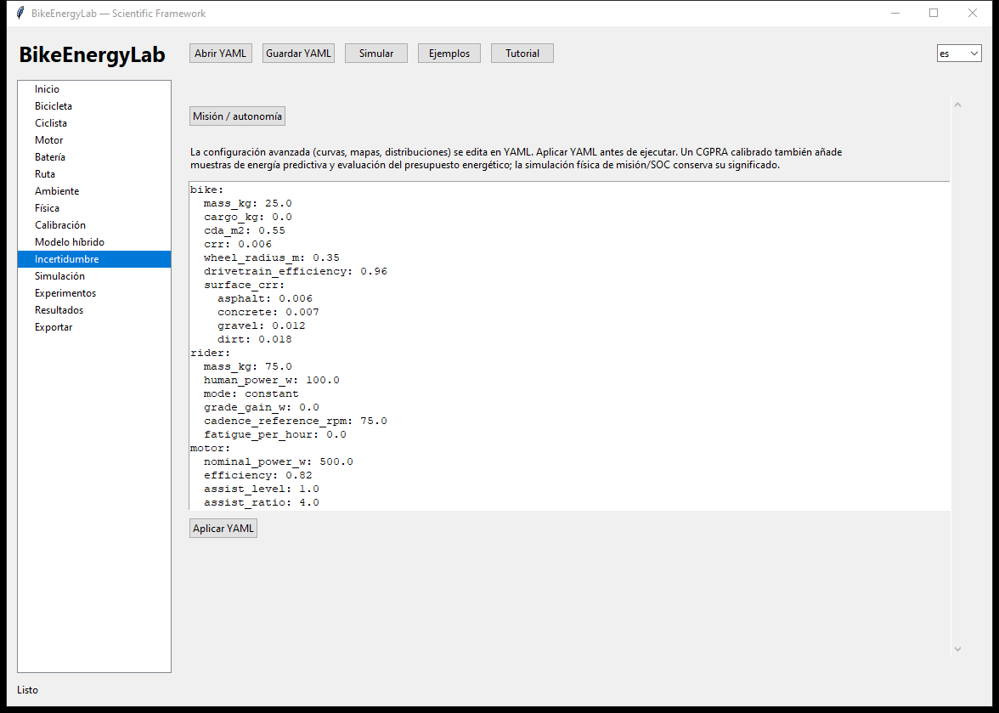 BikeEnergyLab — Scientific Framework
BikeEnergyLab
Abrir YAML
Guardar YAML
Simular
Ejemplos
Tutorial
es
Inicio
Bicicleta
Ciclista
Motor
Batería
Ruta
Ambiente
Física
Calibración
Modelo híbrido
Incertidumbre
Simulación
Experimentos
Resultados
Exportar
Misión / autonomía
La configuración avanzada (curvas, mapas, distribuciones) se edita en YAML. Aplicar YAML antes de ejecutar. Un CGPRA calibrado también añade
muestras de energía predictiva y evaluación del presupuesto energético; la simulación física de misión/SOC conserva su significado.
bike:
  mass_kg: 25.0
  cargo_kg: 0.0
  cda_m2: 0.55
  crr: 0.006
  wheel_radius_m: 0.35
  drivetrain_efficiency: 0.96
  surface_crr:
    asphalt: 0.006
    concrete: 0.007
    gravel: 0.012
    dirt: 0.018
rider:
  mass_kg: 75.0
  human_power_w: 100.0
  mode: constant
  grade_gain_w: 0.0
  cadence_reference_rpm: 75.0
  fatigue_per_hour: 0.0
motor:
  nominal_power_w: 500.0
  efficiency: 0.82
  assist_level: 1.0
  assist_ratio: 4.0
Aplicar YAML
Listo